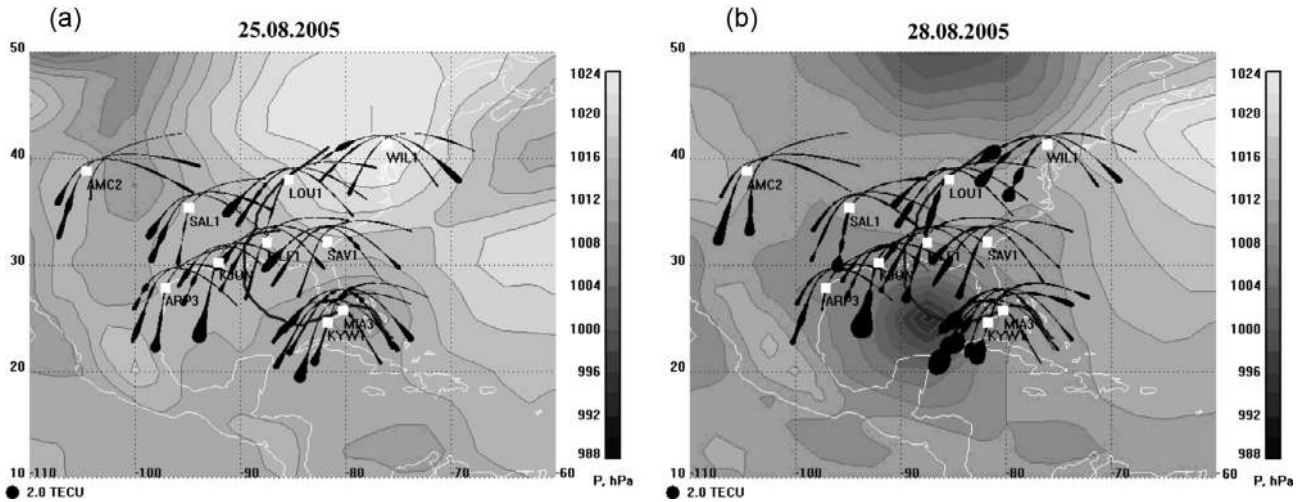 (a)
25.08.2005
50
40
30
20
10
-110
-100
-90
-80
-70
-60
AMC2
SAL1
LOU1
WIL1
SAV1
ARP3
MIA3
KYW1
1024
1020
1016
1012
1008
1004
1000
996
992
988
P, hPa
2.0 TECU
(b)
28.08.2005
50
40
30
20
10
-110
-100
-90
-80
-70
-60
AMC2
SAL1
LOU1
WIL1
SAV1
ARP3
MIA3
KYW1
1024
1020
1016
1012
1008
1004
1000
996
992
988
P, hPa
2.0 TECU